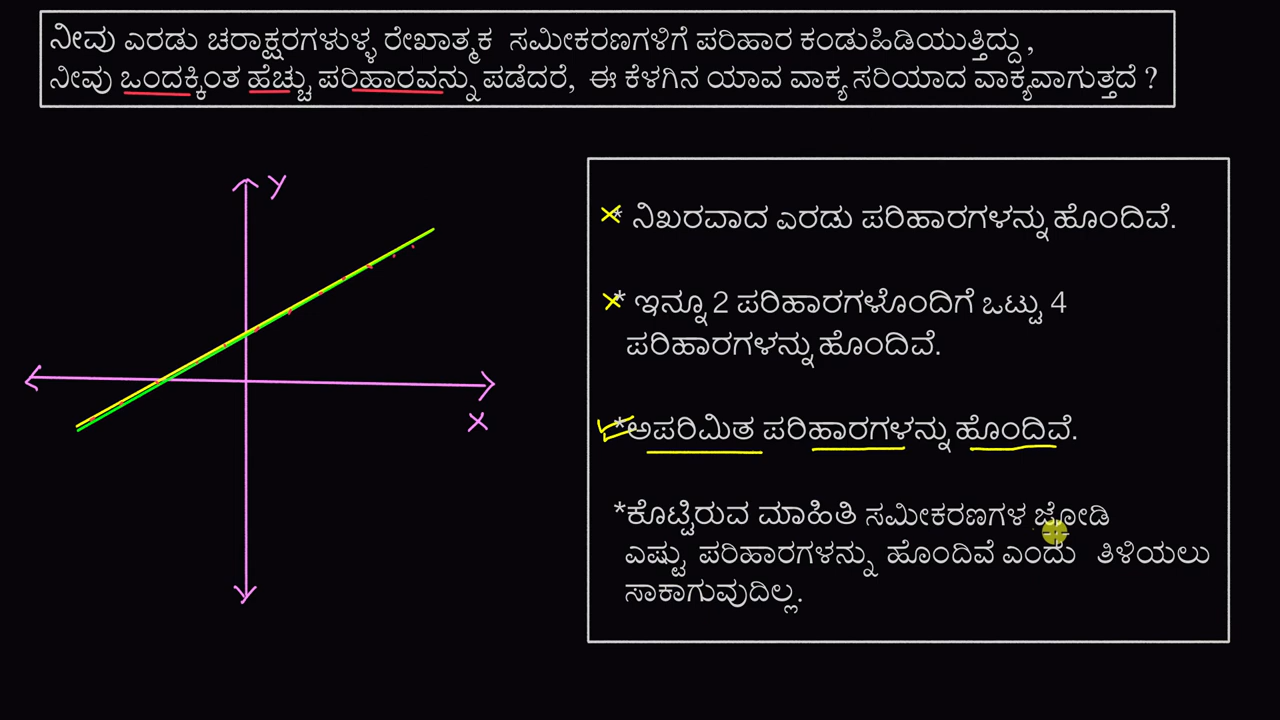 ನೀವು ಎರಡು ಚರಾಕ್ಷರಗಳುಳ್ಳ ರೇಖಾತ್ಮಕ ಸಮೀಕರಣಗಳಿಗೆ ಪರಿಹಾರ ಕಂಡುಹಿಡಿಯುತ್ತಿದ್ದು,
ನೀವು ಒಂದಕ್ಕಿಂತ ಹೆಚ್ಚು ಪರಿಹಾರವನ್ನು ಪಡೆದರೆ, ಈ ಕೆಳಗಿನ ಯಾವ ವಾಕ್ಯ ಸರಿಯಾದ ವಾಕ್ಯವಾಗುತ್ತದೆ ?
y
x
* ನಿಖರವಾದ ಎರಡು ಪರಿಹಾರಗಳನ್ನು ಹೊಂದಿವೆ.
* ಇನ್ನೂ 2 ಪರಿಹಾರಗಳೊಂದಿಗೆ ಒಟ್ಟು 4
ಪರಿಹಾರಗಳನ್ನು ಹೊಂದಿವೆ.
*ಅಪರಿಮಿತ ಪರಿಹಾರಗಳನ್ನು ಹೊಂದಿವೆ.
*ಕೊಟ್ಟಿರುವ ಮಾಹಿತಿ ಸಮೀಕರಣಗಳ ಜೋಡಿ
ಎಷ್ಟು ಪರಿಹಾರಗಳನ್ನು ಹೊಂದಿವೆ ಎಂದು ತಿಳಿಯಲು
ಸಾಕಾಗುವುದಿಲ್ಲ.